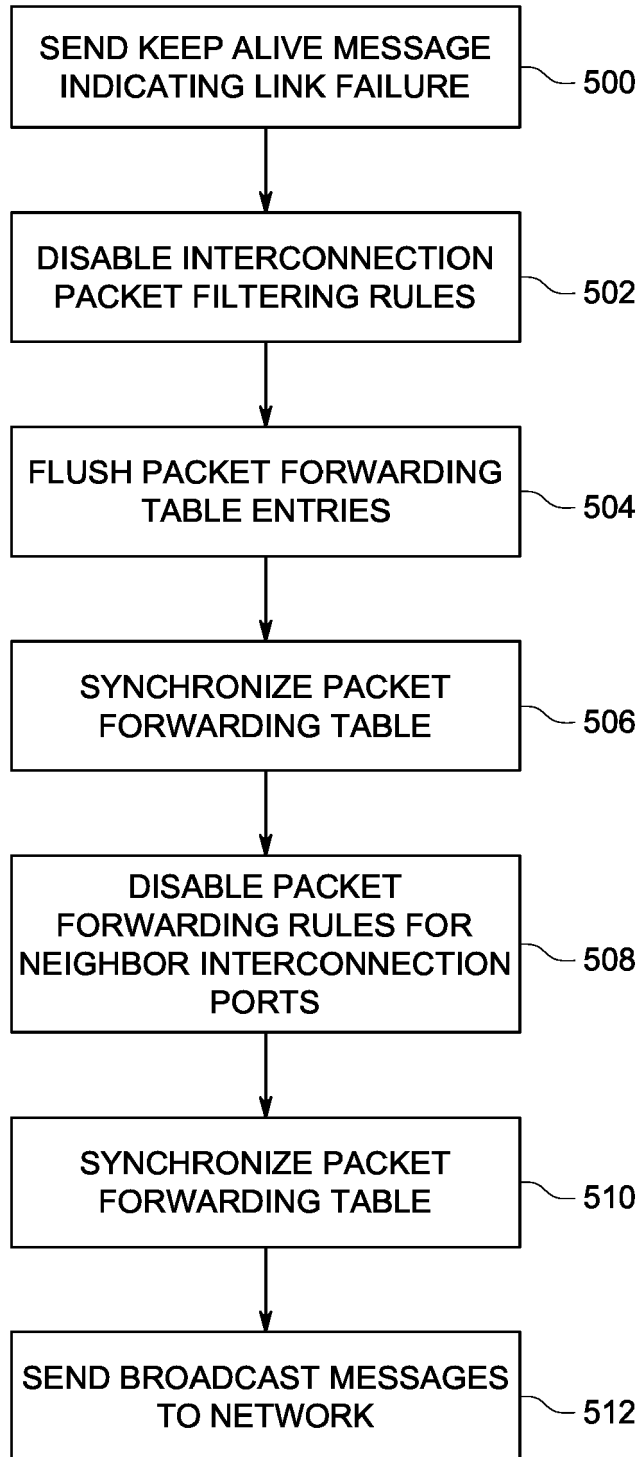 SEND KEEP ALIVE MESSAGE
INDICATING LINK FAILURE
500
DISABLE INTERCONNECTION
PACKET FILTERING RULES
502
FLUSH PACKET FORWARDING
TABLE ENTRIES
504
SYNCHRONIZE PACKET
FORWARDING TABLE
506
DISABLE PACKET
FORWARDING RULES FOR
NEIGHBOR INTERCONNECTION
PORTS
508
SYNCHRONIZE PACKET
FORWARDING TABLE
510
SEND BROADCAST MESSAGES
TO NETWORK
512